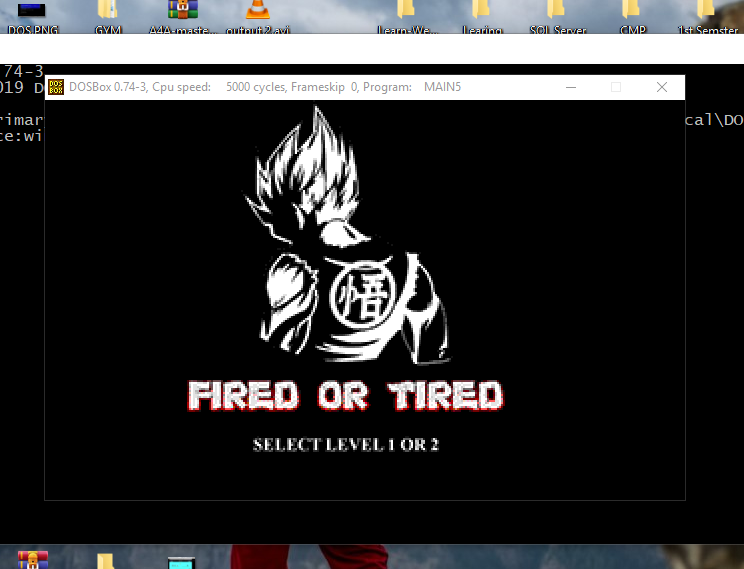 DOS.PNG GYM A4A-maste... output2.avi Learn-We... Learing SQL Server CMP 1st Semster
.74-3
DOSBox 0.74-3, Cpu speed: 5000 cycles, Frameskip 0, Program: MAIN5
019 D
rimar
cal\DO
te:wi
悟
FIRED OR TIRED
SELECT LEVEL 1 OR 2